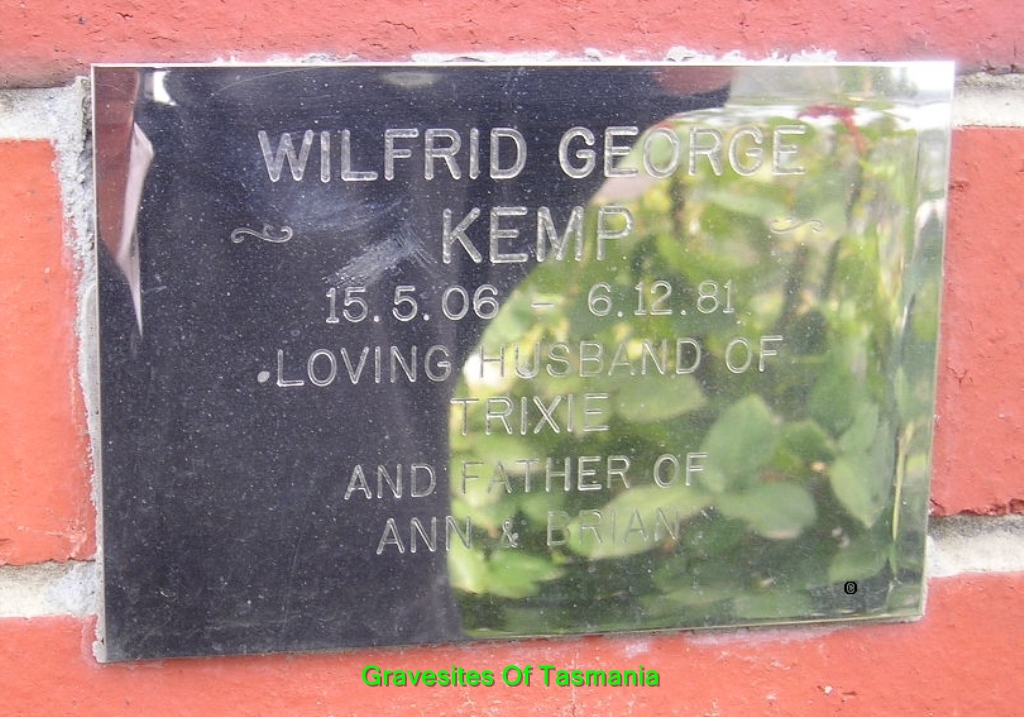 WILFRID GEORGE
KEMP
15.5.06 – 6.12.81
LOVING HUSBAND OF
TRIXIE
AND FATHER OF
ANN & BRIAN
©
Gravesites Of Tasmania